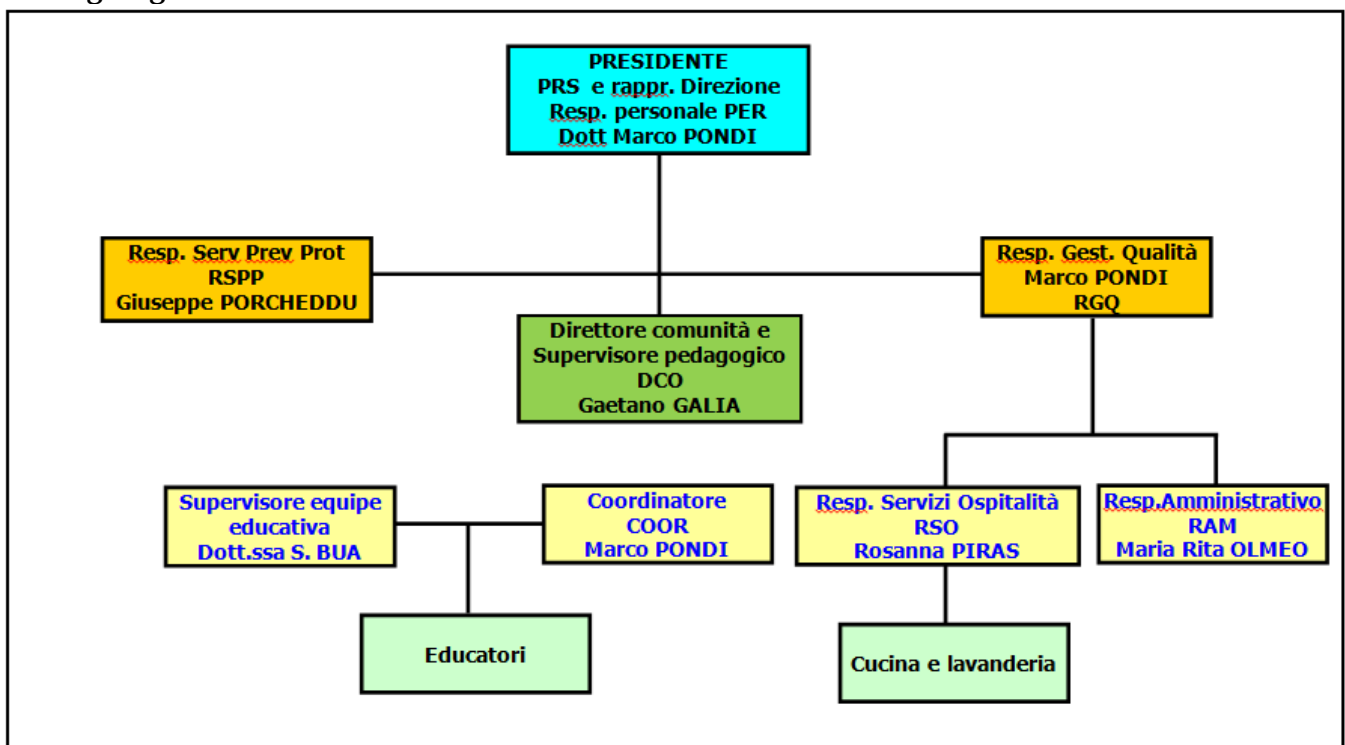 PRESIDENTE
PRS e rappr. Direzione
Resp. personale PER
Dott Marco PONDI
Resp. Serv Prev Prot
RSPP
Giuseppe PORCHEDDU
Resp. Gest. Qualità
Marco PONDI
RGQ
Direttore comunità e
Supervisore pedagogico
DCO
Gaetano GALIA
Supervisore equipe
educativa
Dott.ssa S. BUA
Coordinatore
COOR
Marco PONDI
Resp. Servizi Ospitalità
RSO
Rosanna PIRAS
Resp.Amministrativo
RAM
Maria Rita OLMEO
Educatori
Cucina e lavanderia